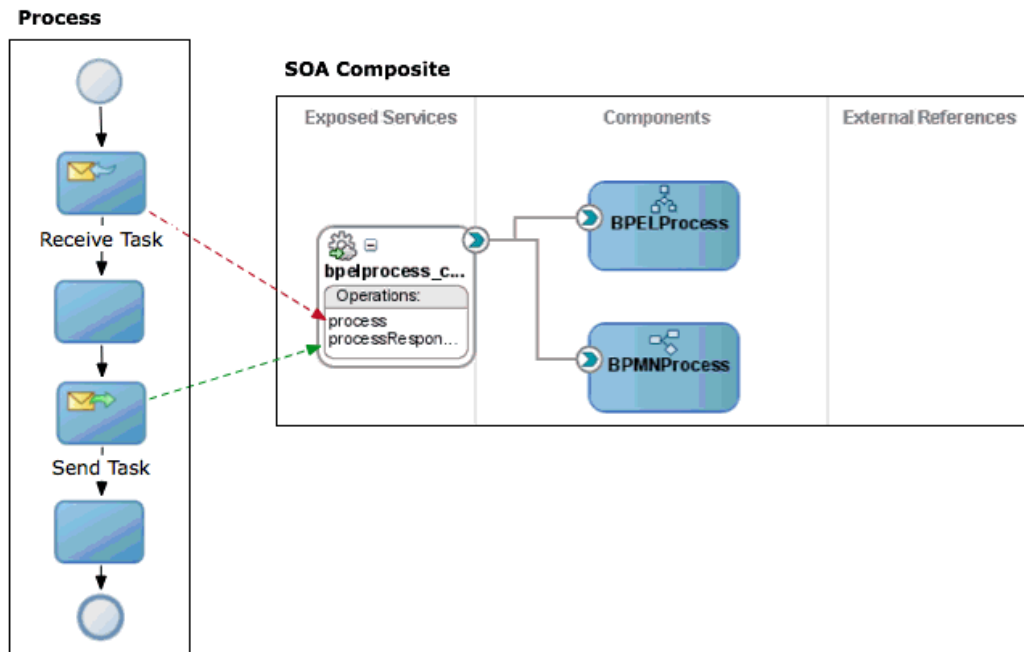 Process
Receive Task
Send Task
SOA Composite
Exposed Services
Components
External References
bpelprocess_c...
Operations:
process
processRespon...
BPELProcess
BPMNProcess